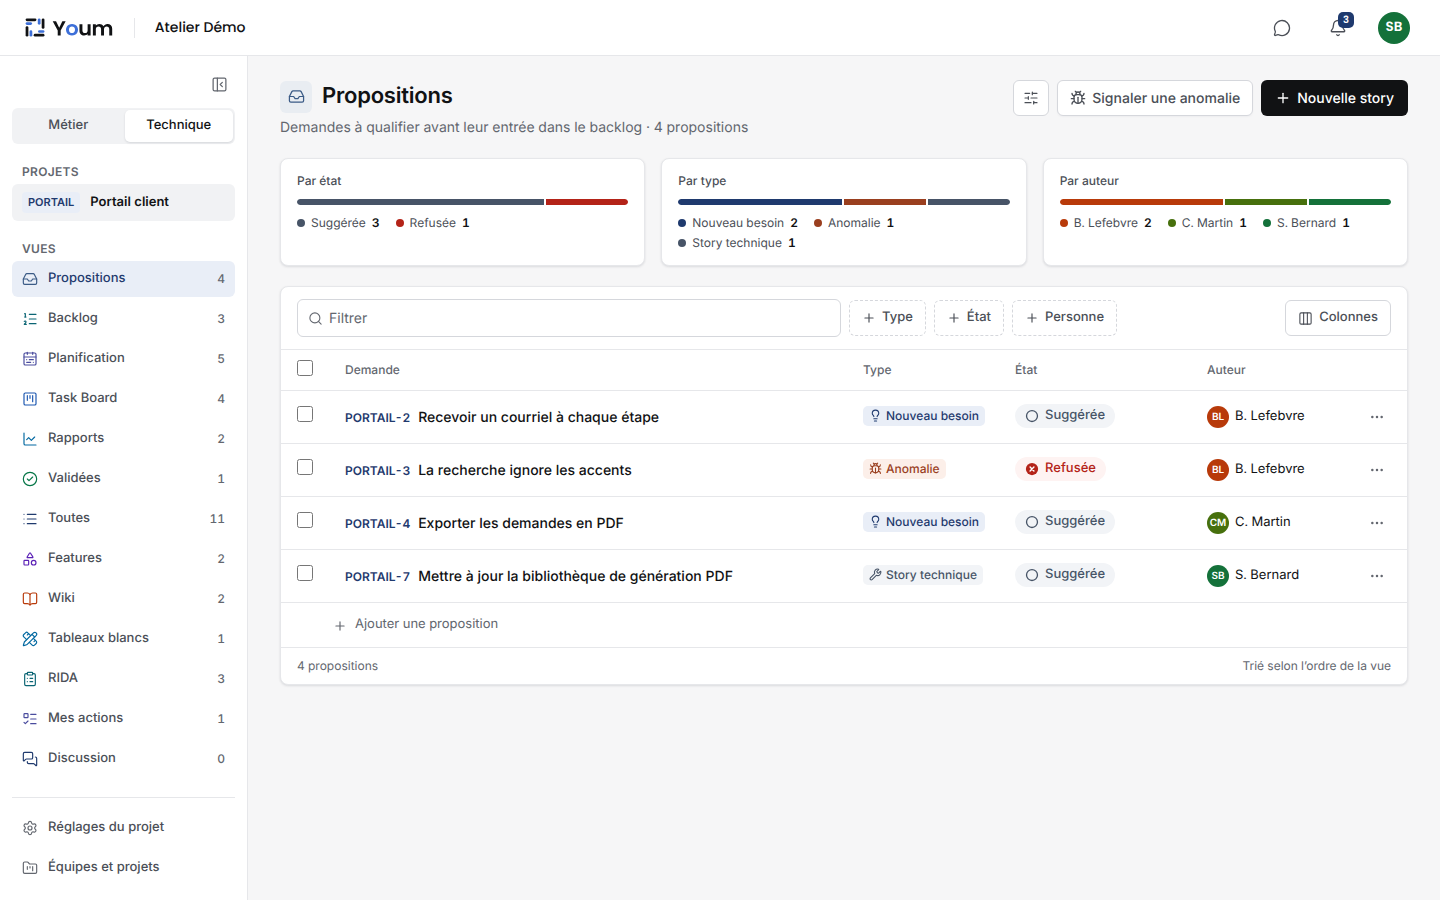 Youm
Atelier Démo
3
SB
Métier
Technique
PROJETS
PORTAIL Portail client
VUES
Propositions 4
Backlog 3
Planification 5
Task Board 4
Rapports 2
Validées 1
Toutes 11
Features 2
Wiki 2
Tableaux blancs 1
RIDA 3
Mes actions 1
Discussion 0
Réglages du projet
Équipes et projets
Propositions
Signaler une anomalie
Nouvelle story
Demandes à qualifier avant leur entrée dans le backlog · 4 propositions
Par état
Suggérée 3 Refusée 1
Par type
Nouveau besoin 2 Anomalie 1
Story technique 1
Par auteur
B. Lefebvre 2 C. Martin 1 S. Bernard 1
Filtrer
Type
État
Personne
Colonnes
Demande Type État Auteur
PORTAIL-2 Recevoir un courriel à chaque étape Nouveau besoin Suggérée BL B. Lefebvre
PORTAIL-3 La recherche ignore les accents Anomalie Refusée BL B. Lefebvre
PORTAIL-4 Exporter les demandes en PDF Nouveau besoin Suggérée CM C. Martin
PORTAIL-7 Mettre à jour la bibliothèque de génération PDF Story technique Suggérée SB S. Bernard
Ajouter une proposition
4 propositions
Trié selon l'ordre de la vue